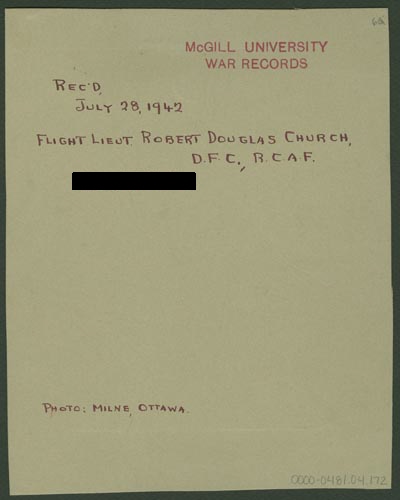 6a
McGILL UNIVERSITY
WAR RECORDS
REC'D,
JULY 28, 1942
FLIGHT LIEUT. ROBERT DOUGLAS CHURCH,
D.F.C., R.C.A.F.
PHOTO: MILNE, OTTAWA.
0000-0481.04.172